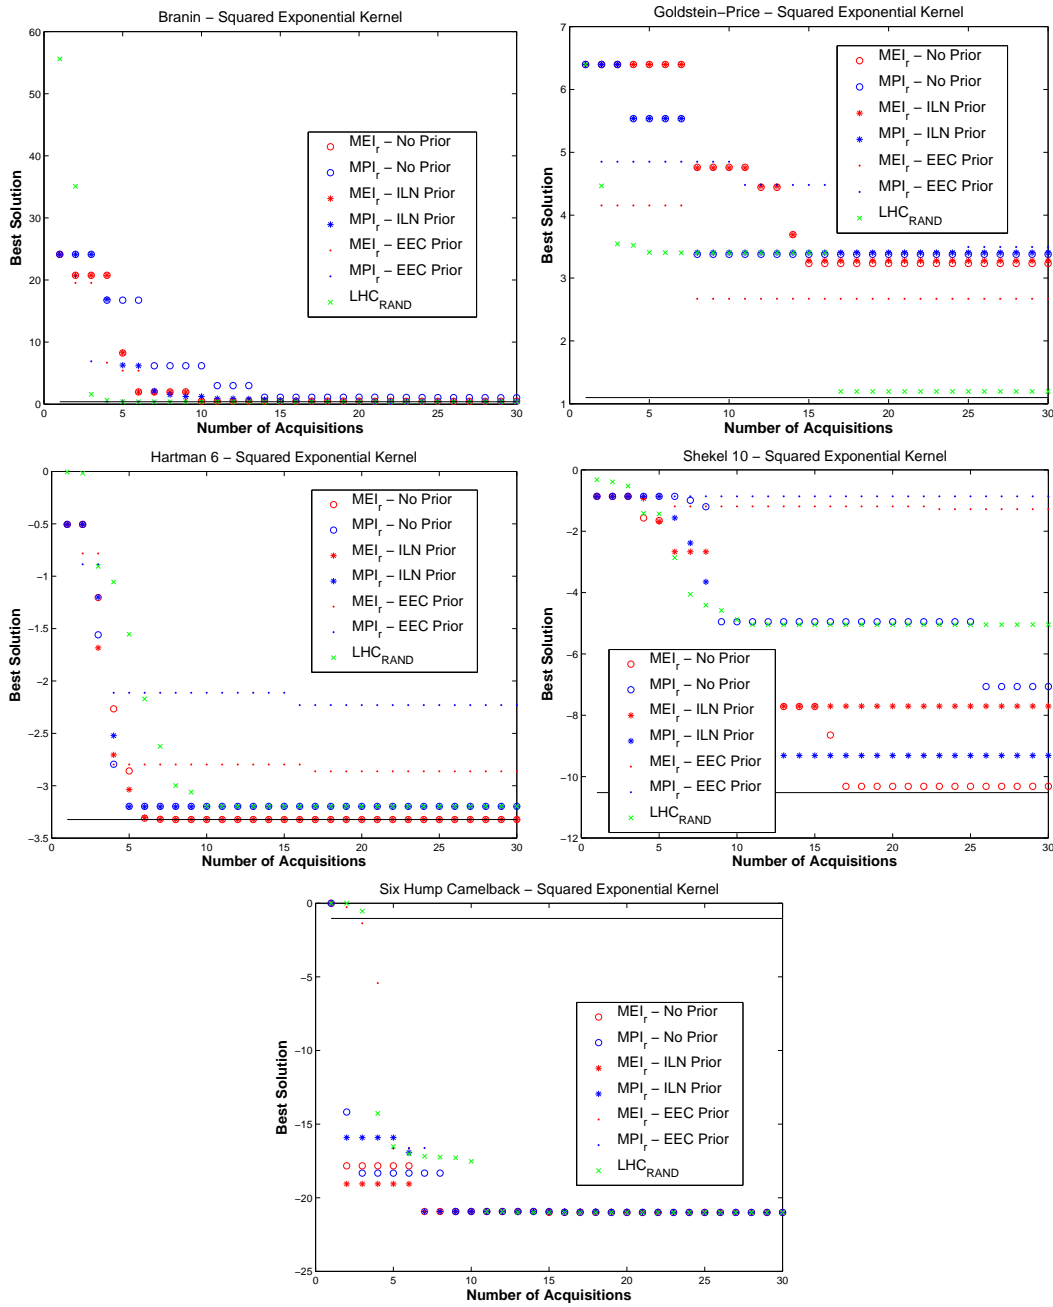 Branin – Squared Exponential Kernel
60
50
40
30
20
10
0
Best Solution
MEI_r – No Prior
MPI_r – No Prior
MEI_r – ILN Prior
MPI_r – ILN Prior
MEI_r – EEC Prior
MPI_r – EEC Prior
LHC_RAND
0 5 10 15 20 25 30
Number of Acquisitions
Goldstein–Price – Squared Exponential Kernel
7
6
5
4
3
2
1
Best Solution
MEI_r – No Prior
MPI_r – No Prior
MEI_r – ILN Prior
MPI_r – ILN Prior
MEI_r – EEC Prior
MPI_r – EEC Prior
LHC_RAND
0 5 10 15 20 25 30
Number of Acquisitions
Hartman 6 – Squared Exponential Kernel
0
−0.5
−1
−1.5
−2
−2.5
−3
−3.5
Best Solution
MEI_r – No Prior
MPI_r – No Prior
MEI_r – ILN Prior
MPI_r – ILN Prior
MEI_r – EEC Prior
MPI_r – EEC Prior
LHC_RAND
0 5 10 15 20 25 30
Number of Acquisitions
Shekel 10 – Squared Exponential Kernel
0
−2
−4
−6
−8
−10
−12
Best Solution
MEI_r – No Prior
MPI_r – No Prior
MEI_r – ILN Prior
MPI_r – ILN Prior
MEI_r – EEC Prior
MPI_r – EEC Prior
LHC_RAND
0 5 10 15 20 25 30
Number of Acquisitions
Six Hump Camelback – Squared Exponential Kernel
0
−5
−10
−15
−20
−25
Best Solution
MEI_r – No Prior
MPI_r – No Prior
MEI_r – ILN Prior
MPI_r – ILN Prior
MEI_r – EEC Prior
MPI_r – EEC Prior
LHC_RAND
0 5 10 15 20 25 30
Number of Acquisitions